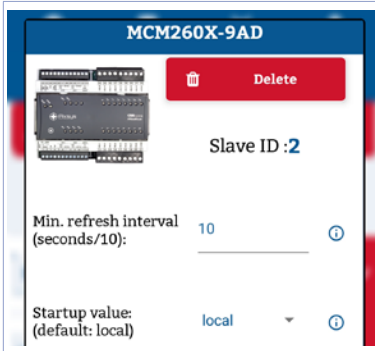 MCM260X-9AD
Delete
Slave ID :2
Min. refresh interval
(seconds/10):
10
Startup value:
(default: local)
local